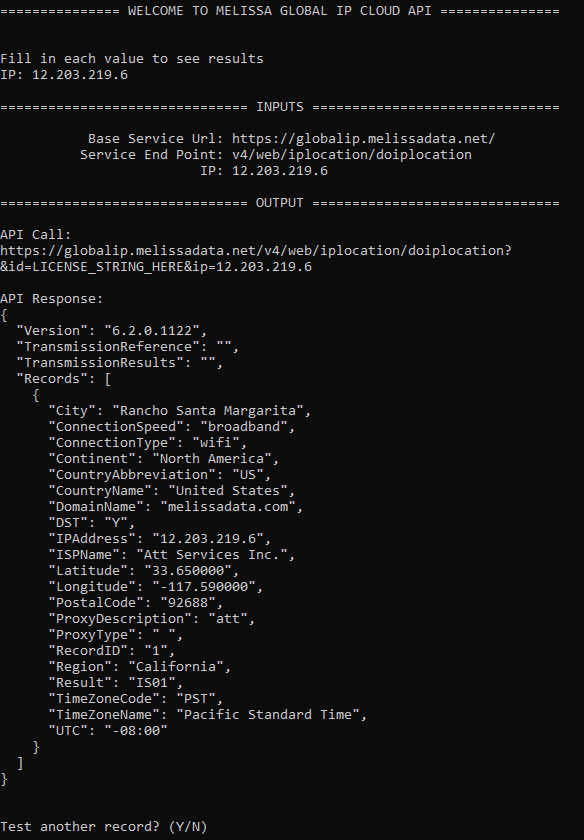 =============== WELCOME TO MELISSA GLOBAL IP CLOUD API ===============
Fill in each value to see results
IP: 12.203.219.6
=============================== INPUTS ===============================
Base Service Url: https://globalip.melissadata.net/
Service End Point: v4/web/iplocation/doiplocation
IP: 12.203.219.6
=============================== OUTPUT ===============================
API Call:
https://globalip.melissadata.net/v4/web/iplocation/doiplocation?
&id=LICENSE_STRING_HERE&ip=12.203.219.6
API Response:
{
  "Version": "6.2.0.1122",
  "TransmissionReference": "",
  "TransmissionResults": "",
  "Records": [
    {
      "City": "Rancho Santa Margarita",
      "ConnectionSpeed": "broadband",
      "ConnectionType": "wifi",
      "Continent": "North America",
      "CountryAbbreviation": "US",
      "CountryName": "United States",
      "DomainName": "melissadata.com",
      "DST": "Y",
      "IPAddress": "12.203.219.6",
      "ISPName": "Att Services Inc.",
      "Latitude": "33.650000",
      "Longitude": "-117.590000",
      "PostalCode": "92688",
      "ProxyDescription": "att",
      "ProxyType": " ",
      "RecordID": "1",
      "Region": "California",
      "Result": "IS01",
      "TimeZoneCode": "PST",
      "TimeZoneName": "Pacific Standard Time",
      "UTC": "-08:00"
    }
  ]
}
Test another record? (Y/N)